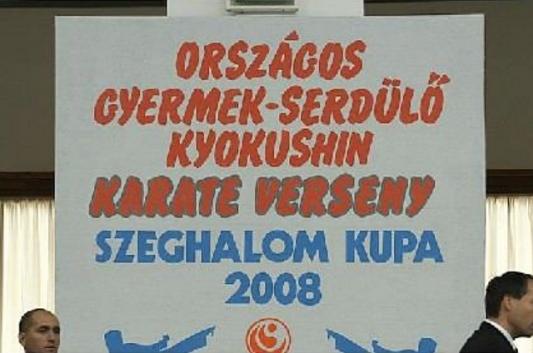 ORSZÁGOS
GYERMEK-SERDÜLŐ
KYOKUSHIN
KARATE VERSENY
SZEGHALOM KUPA
2008